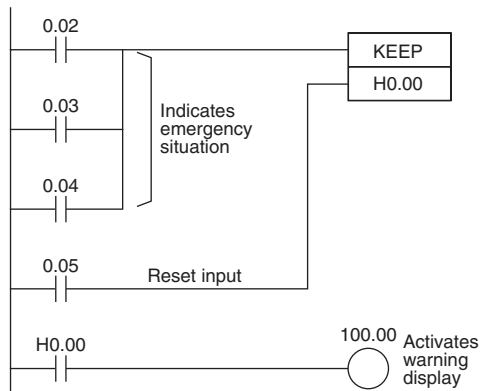 0.02
KEEP
H0.00
0.03
Indicates
emergency
situation
0.04
0.05
Reset input
H0.00
100.00
Activates
warning
display